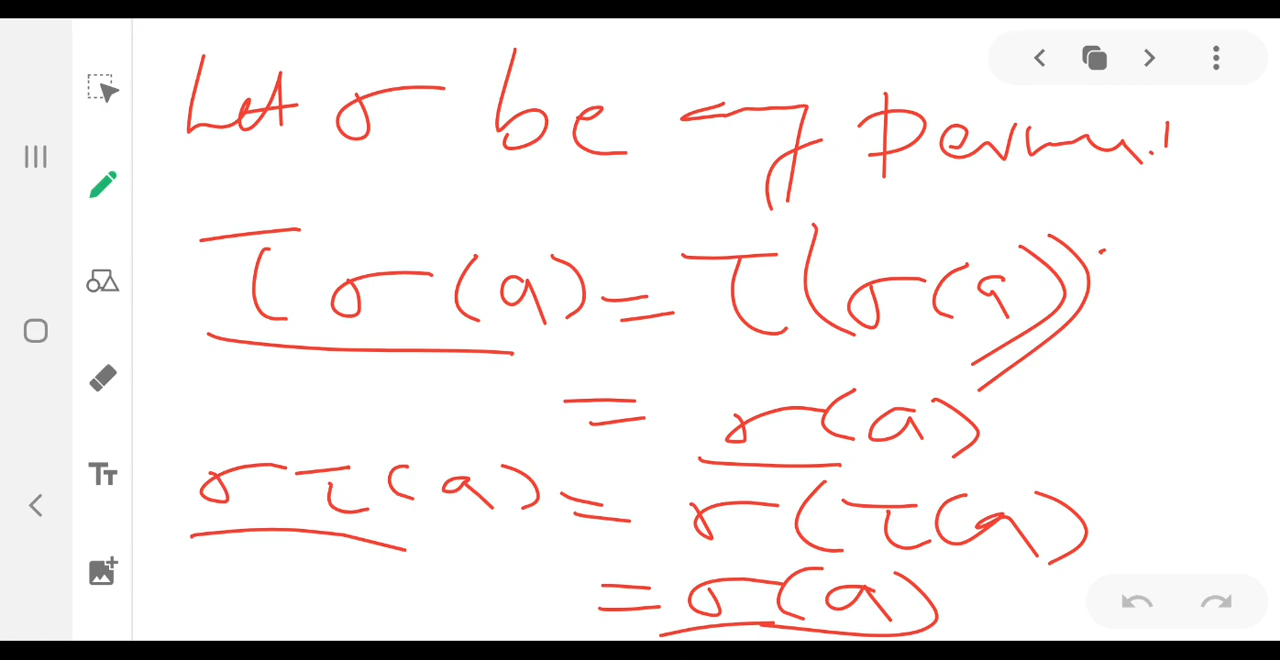 Let σ be any perm.
τσ(a) = τ(σ(a))
= σ(a)
στ(a) = σ(τ(a)
= σ(a)